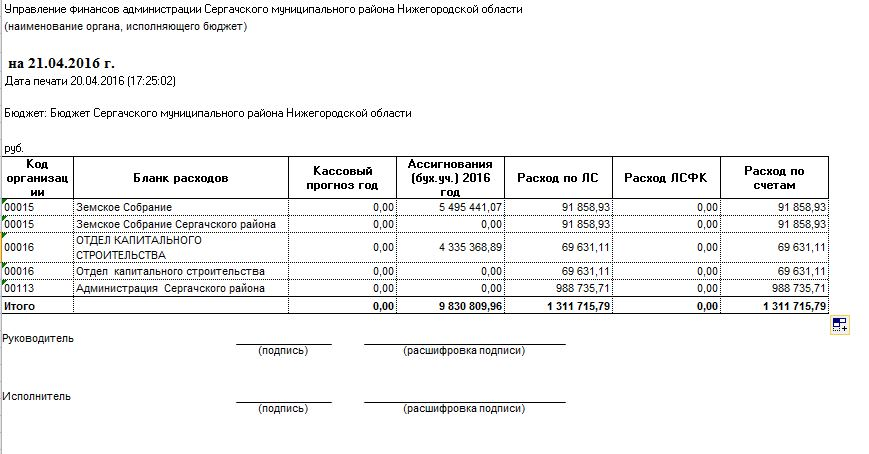 Управление финансов администрации Сергачского муниципального района Нижегородской области
(наименование органа, исполняющего бюджет)
на 21.04.2016 г.
Дата печати 20.04.2016 (17:25:02)
Бюджет: Бюджет Сергачского муниципального района Нижегородской области
руб.
Код организац ии Бланк расходов Кассовый прогноз год Ассигнования (бух.уч.) 2016 год Расход по ЛС Расход ЛСФК Расход по счетам
00015 Земское Собрание 0,00 5 495 441,07 91 858,93 0,00 91 858,93
00015 Земское Собрание Сергачского района 0,00 0,00 91 858,93 0,00 91 858,93
00016 ОТДЕЛ КАПИТАЛЬНОГО СТРОИТЕЛЬСТВА 0,00 4 335 368,89 69 631,11 0,00 69 631,11
00016 Отдел капитального строительства 0,00 0,00 69 631,11 0,00 69 631,11
00113 Администрация Сергачского района 0,00 0,00 988 735,71 0,00 988 735,71
Итого 0,00 9 830 809,96 1 311 715,79 0,00 1 311 715,79
Руководитель
(подпись) (расшифровка подписи)
Исполнитель
(подпись) (расшифровка подписи)